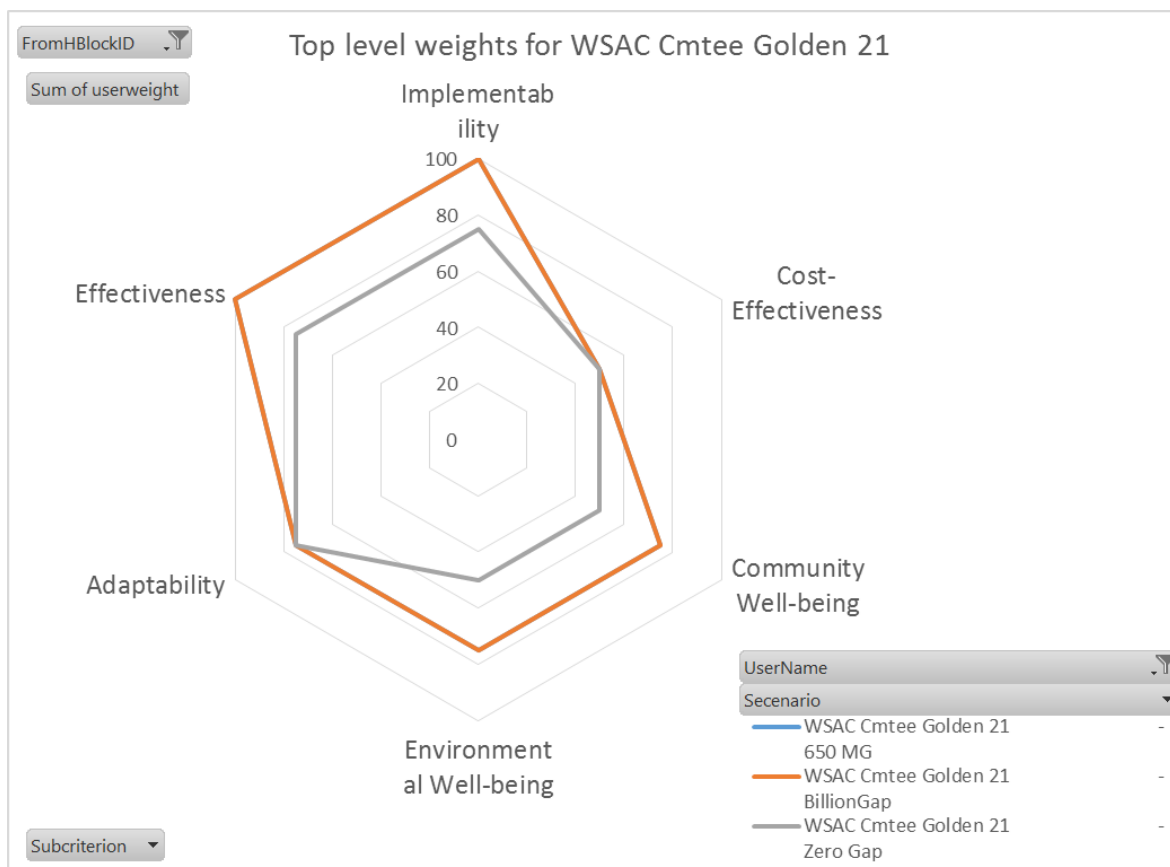 FromHBlockID
Top level weights for WSAC Cmtee Golden 21
Sum of userweight
Implementab
ility
100
80
60
40
20
0
Cost-
Effectiveness
Community
Well-being
Environment
al Well-being
Adaptability
Effectiveness
UserName
Secenario
WSAC Cmtee Golden 21 -
650 MG
WSAC Cmtee Golden 21 -
BillionGap
WSAC Cmtee Golden 21 -
Zero Gap
Subcriterion